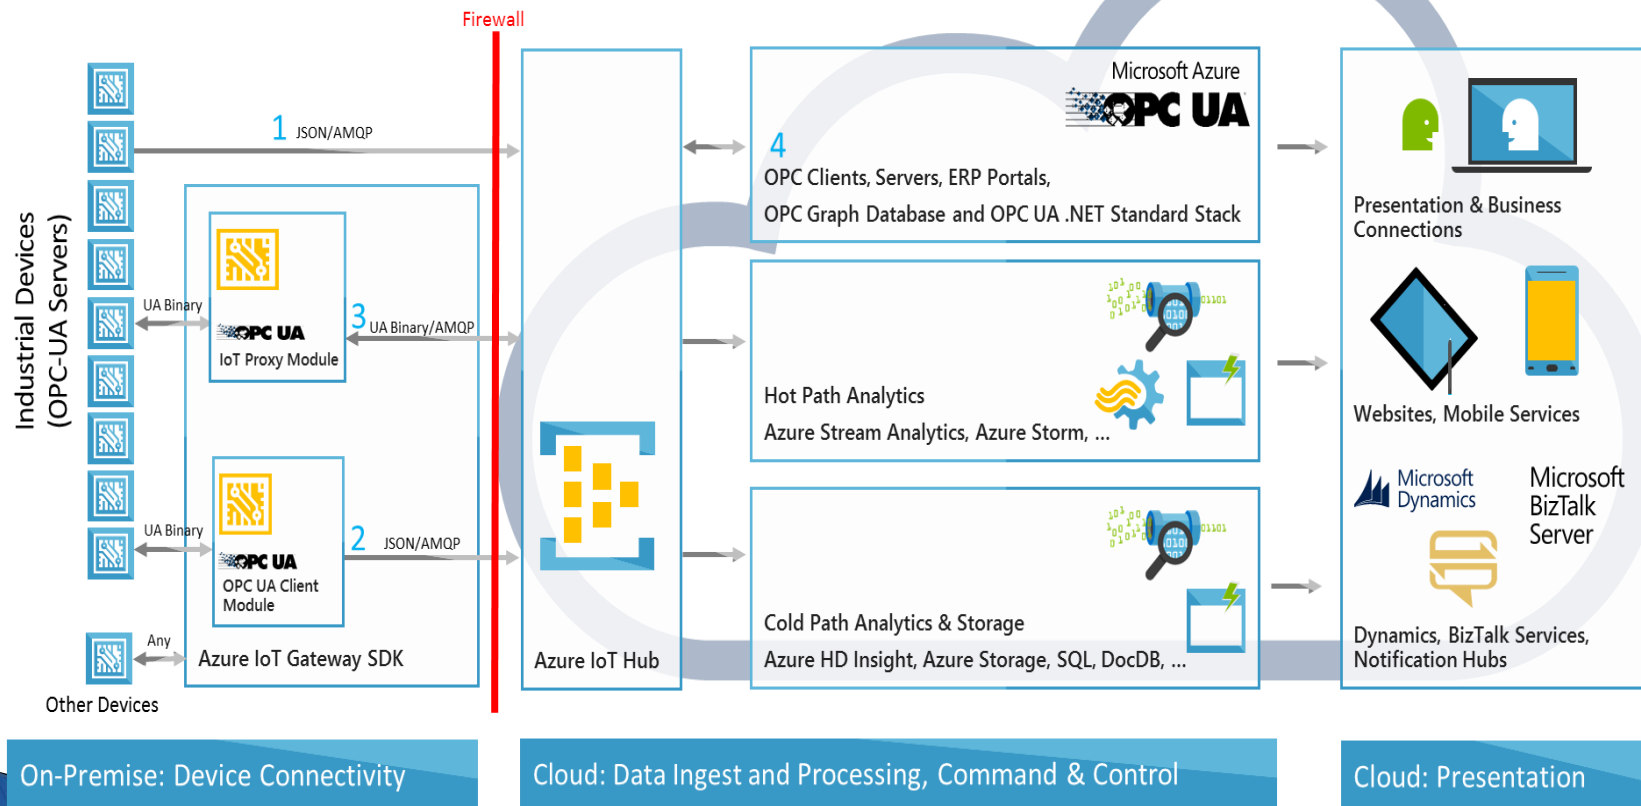 Firewall
Industrial Devices
(OPC-UA Servers)
1 JSON/AMQP
UA Binary
OPC UA
IoT Proxy Module
3 UA Binary/AMQP
UA Binary
OPC UA
OPC UA Client
Module
2 JSON/AMQP
Any
Azure IoT Gateway SDK
Other Devices
Azure IoT Hub
Microsoft Azure
OPC UA
4
OPC Clients, Servers, ERP Portals,
OPC Graph Database and OPC UA .NET Standard Stack
Hot Path Analytics
Azure Stream Analytics, Azure Storm, ...
Cold Path Analytics & Storage
Azure HD Insight, Azure Storage, SQL, DocDB, ...
Presentation & Business
Connections
Websites, Mobile Services
Microsoft
Dynamics
Microsoft
BizTalk
Server
Dynamics, BizTalk Services,
Notification Hubs
On-Premise: Device Connectivity
Cloud: Data Ingest and Processing, Command & Control
Cloud: Presentation